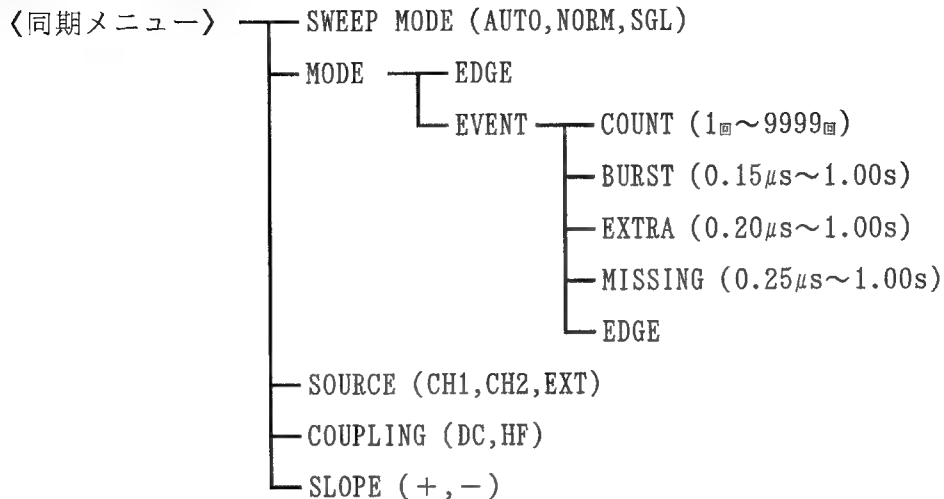 〈同期メニュー〉 SWEEP MODE (AUTO,NORM,SGL)
MODE EDGE
EVENT COUNT (1回～9999回)
BURST (0.15μs～1.00s)
EXTRA (0.20μs～1.00s)
MISSING (0.25μs～1.00s)
EDGE
SOURCE (CH1,CH2,EXT)
COUPLING (DC,HF)
SLOPE (+,−)